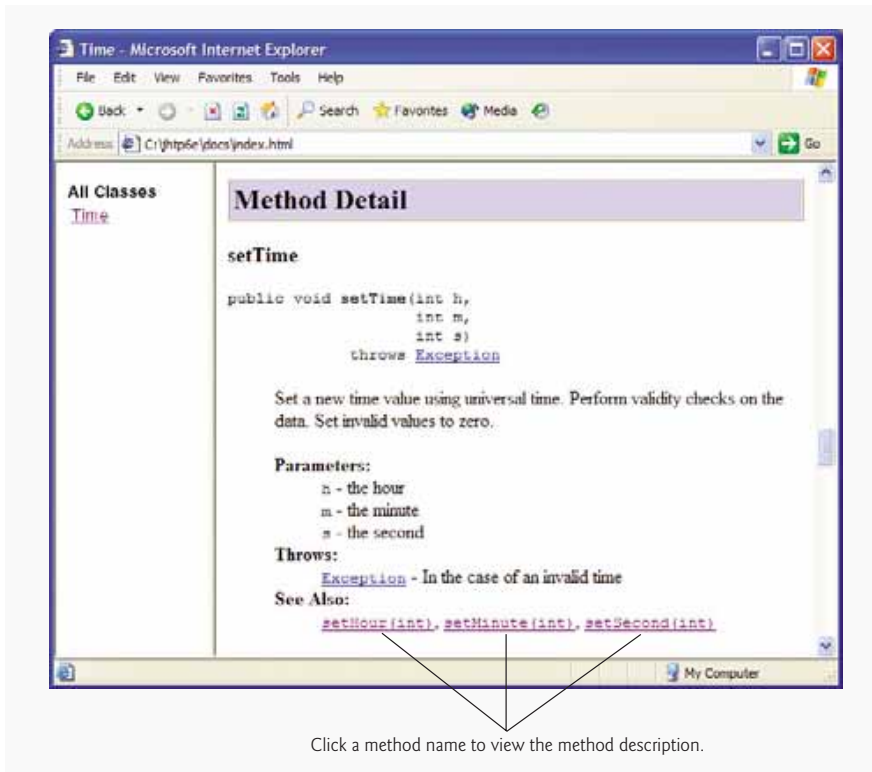 Time - Microsoft Internet Explorer
File Edit View Favorites Tools Help
Back Search Favorites Media
Address C:\jhtp6e\docs\index.html Go
All Classes
Time
Method Detail
setTime
public void setTime(int h,
int m,
int s)
throws Exception
Set a new time value using universal time. Perform validity checks on the
data. Set invalid values to zero.
Parameters:
h - the hour
m - the minute
s - the second
Throws:
Exception - In the case of an invalid time
See Also:
setHour(int), setMinute(int), setSecond(int)
My Computer
Click a method name to view the method description.